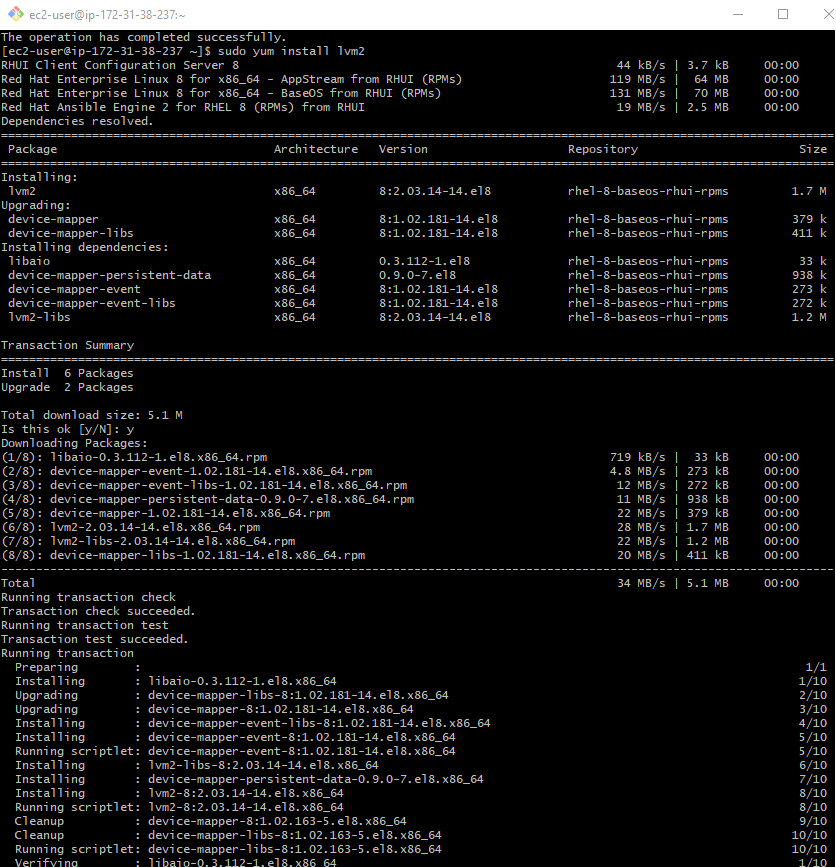 ec2-user@ip-172-31-38-237:~
The operation has completed successfully.
[ec2-user@ip-172-31-38-237 ~]$ sudo yum install lvm2
RHUI Client Configuration Server 8 44 kB/s | 3.7 kB 00:00
Red Hat Enterprise Linux 8 for x86_64 - AppStream from RHUI (RPMs) 119 MB/s | 64 MB 00:00
Red Hat Enterprise Linux 8 for x86_64 - BaseOS from RHUI (RPMs) 131 MB/s | 70 MB 00:00
Red Hat Ansible Engine 2 for RHEL 8 (RPMs) from RHUI 19 MB/s | 2.5 MB 00:00
Dependencies resolved.
Package Architecture Version Repository Size
Installing:
lvm2 x86_64 8:2.03.14-14.el8 rhel-8-baseos-rhui-rpms 1.7 M
Upgrading:
device-mapper x86_64 8:1.02.181-14.el8 rhel-8-baseos-rhui-rpms 379 k
device-mapper-libs x86_64 8:1.02.181-14.el8 rhel-8-baseos-rhui-rpms 411 k
Installing dependencies:
libaio x86_64 0.3.112-1.el8 rhel-8-baseos-rhui-rpms 33 k
device-mapper-persistent-data x86_64 0.9.0-7.el8 rhel-8-baseos-rhui-rpms 938 k
device-mapper-event x86_64 8:1.02.181-14.el8 rhel-8-baseos-rhui-rpms 273 k
device-mapper-event-libs x86_64 8:1.02.181-14.el8 rhel-8-baseos-rhui-rpms 272 k
lvm2-libs x86_64 8:2.03.14-14.el8 rhel-8-baseos-rhui-rpms 1.2 M
Transaction Summary
Install 6 Packages
Upgrade 2 Packages
Total download size: 5.1 M
Is this ok [y/N]: y
Downloading Packages:
(1/8): libaio-0.3.112-1.el8.x86_64.rpm 719 kB/s | 33 kB 00:00
(2/8): device-mapper-event-1.02.181-14.el8.x86_64.rpm 4.8 MB/s | 273 kB 00:00
(3/8): device-mapper-event-libs-1.02.181-14.el8.x86_64.rpm 12 MB/s | 272 kB 00:00
(4/8): device-mapper-persistent-data-0.9.0-7.el8.x86_64.rpm 11 MB/s | 938 kB 00:00
(5/8): device-mapper-1.02.181-14.el8.x86_64.rpm 22 MB/s | 379 kB 00:00
(6/8): lvm2-2.03.14-14.el8.x86_64.rpm 28 MB/s | 1.7 MB 00:00
(7/8): lvm2-libs-2.03.14-14.el8.x86_64.rpm 22 MB/s | 1.2 MB 00:00
(8/8): device-mapper-libs-1.02.181-14.el8.x86_64.rpm 20 MB/s | 411 kB 00:00
Total 34 MB/s | 5.1 MB 00:00
Running transaction check
Transaction check succeeded.
Running transaction test
Transaction test succeeded.
Running transaction
Preparing : 1/1
Installing : libaio-0.3.112-1.el8.x86_64 1/10
Upgrading : device-mapper-libs-8:1.02.181-14.el8.x86_64 2/10
Upgrading : device-mapper-8:1.02.181-14.el8.x86_64 3/10
Installing : device-mapper-event-libs-8:1.02.181-14.el8.x86_64 4/10
Installing : device-mapper-event-8:1.02.181-14.el8.x86_64 5/10
Running scriptlet: device-mapper-event-8:1.02.181-14.el8.x86_64 5/10
Installing : lvm2-libs-8:2.03.14-14.el8.x86_64 6/10
Installing : device-mapper-persistent-data-0.9.0-7.el8.x86_64 7/10
Installing : lvm2-8:2.03.14-14.el8.x86_64 8/10
Running scriptlet: lvm2-8:2.03.14-14.el8.x86_64 8/10
Cleanup : device-mapper-8:1.02.163-5.el8.x86_64 9/10
Cleanup : device-mapper-libs-8:1.02.163-5.el8.x86_64 10/10
Running scriptlet: device-mapper-libs-8:1.02.163-5.el8.x86_64 10/10
Verifying : libaio-0.3.112-1.el8.x86_64 1/10